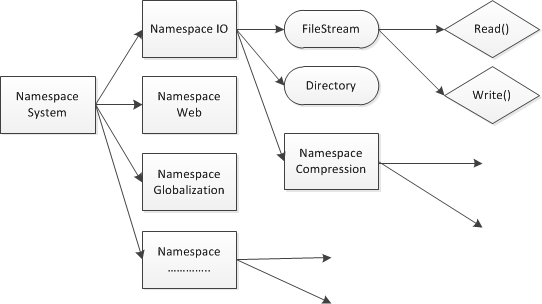 Namespace IO
FileStream
Read()
Directory
Namespace
System
Namespace
Web
Write()
Namespace
Compression
Namespace
Globalization
Namespace
…………..